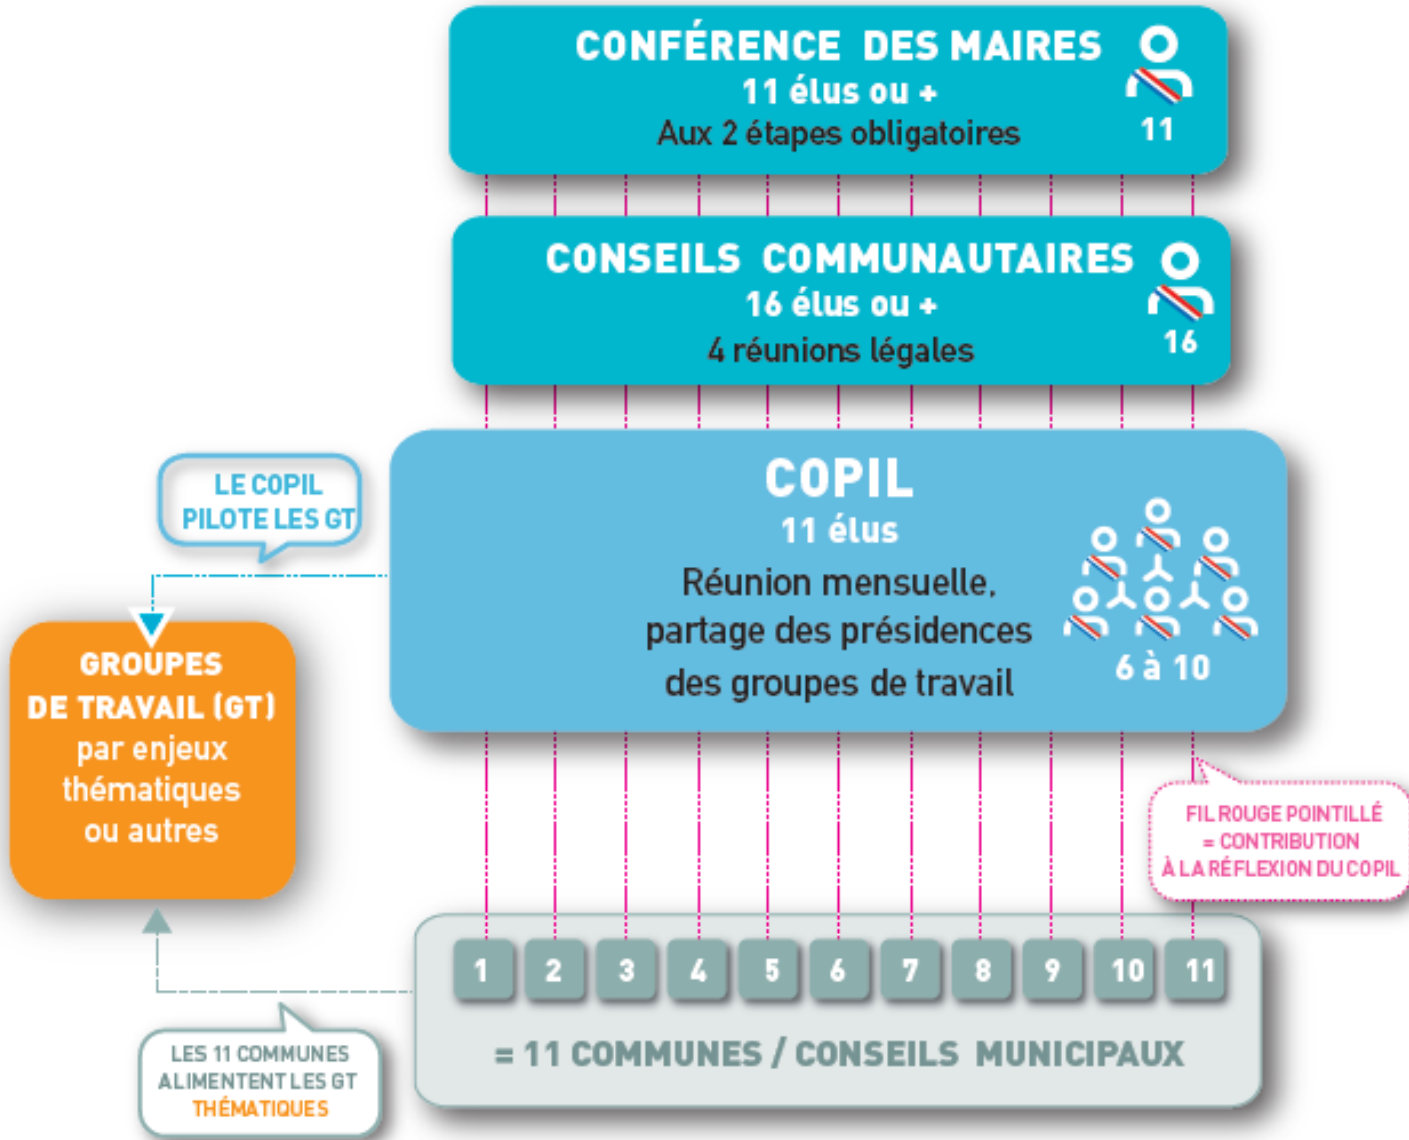 CONFÉRENCE DES MAIRES
11 élus ou +
Aux 2 étapes obligatoires
11
CONSEILS COMMUNAUTAIRES
16 élus ou +
4 réunions légales
16
COPIL
11 élus
Réunion mensuelle,
partage des présidences
des groupes de travail
6 à 10
LE COPIL
PILOTE LES GT
GROUPES
DE TRAVAIL (GT)
par enjeux
thématiques
ou autres
FIL ROUGE POINTILLÉ
= CONTRIBUTION
À LA RÉFLEXION DU COPIL
1 2 3 4 5 6 7 8 9 10 11
= 11 COMMUNES / CONSEILS MUNICIPAUX
LES 11 COMMUNES
ALIMENTENT LES GT
THÉMATIQUES